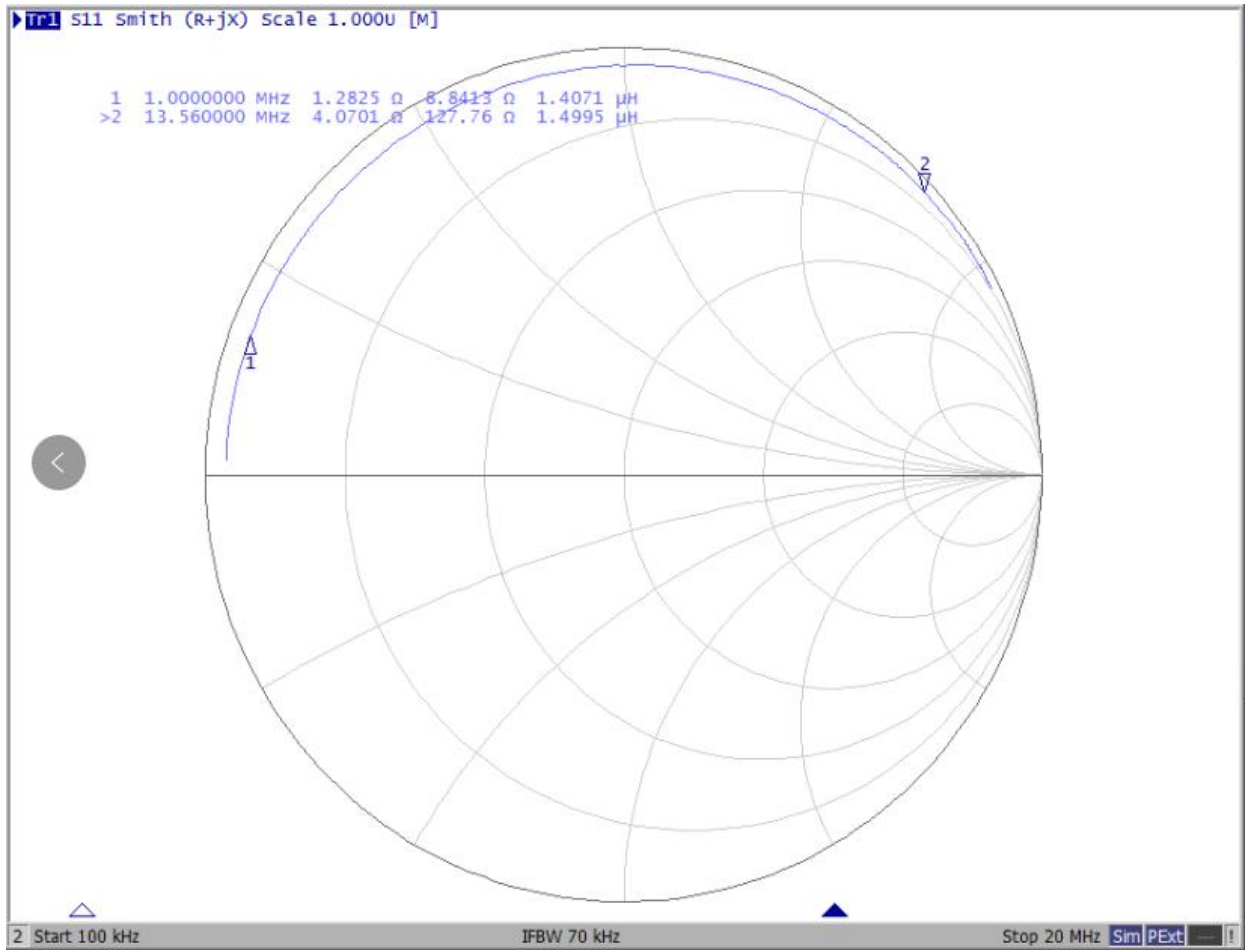 Tr1 S11 Smith (R+jX) Scale 1.000U [M]
1 1.0000000 MHz 1.2825 Ω 8.8413 Ω 1.4071 μH
>2 13.560000 MHz 4.0701 Ω 127.76 Ω 1.4995 μH
2
1
2 Start 100 kHz IFBW 70 kHz Stop 20 MHz Sim PExt --- !